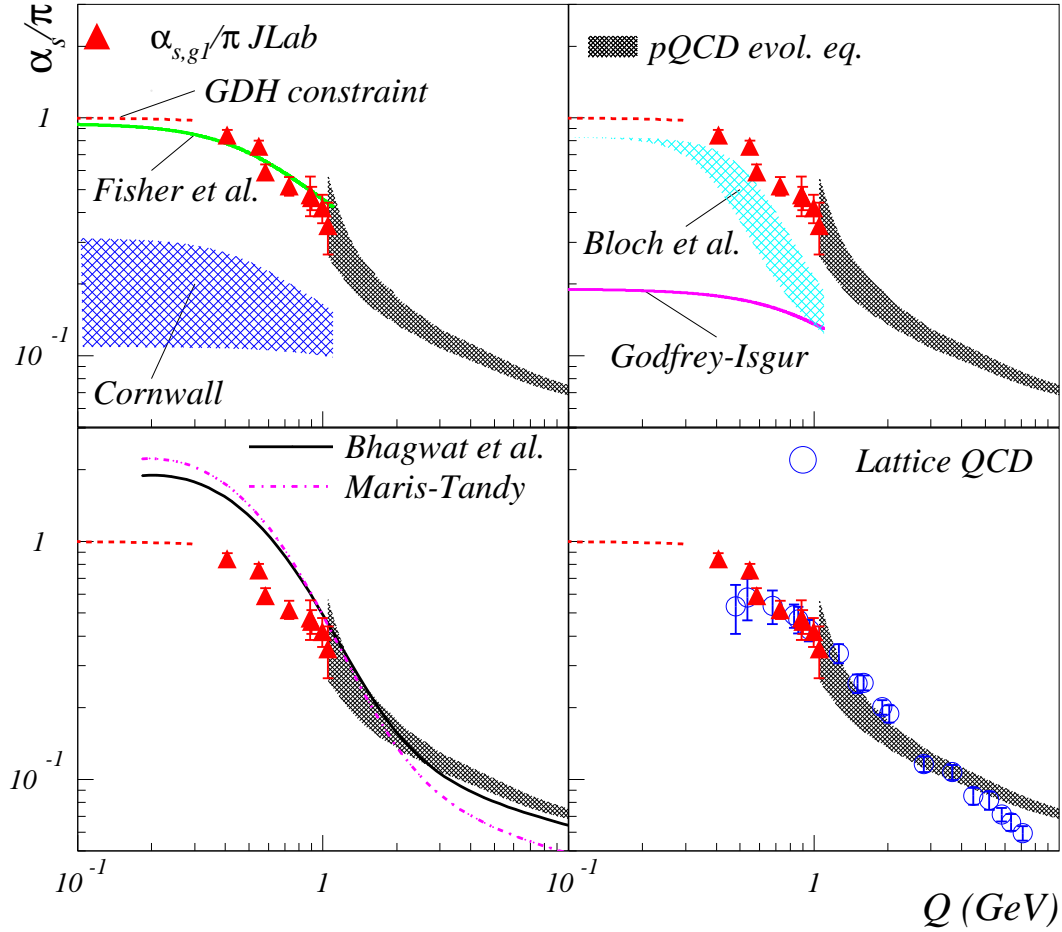 α_s/π
α_{s,g1}/π JLab
GDH constraint
Fisher et al.
Cornwall
1
10^{-1}
pQCD evol. eq.
Bloch et al.
Godfrey-Isgur
Bhagwat et al.
Maris-Tandy
1
10^{-1}
10^{-1}
1
Lattice QCD
10^{-1}
1
Q (GeV)